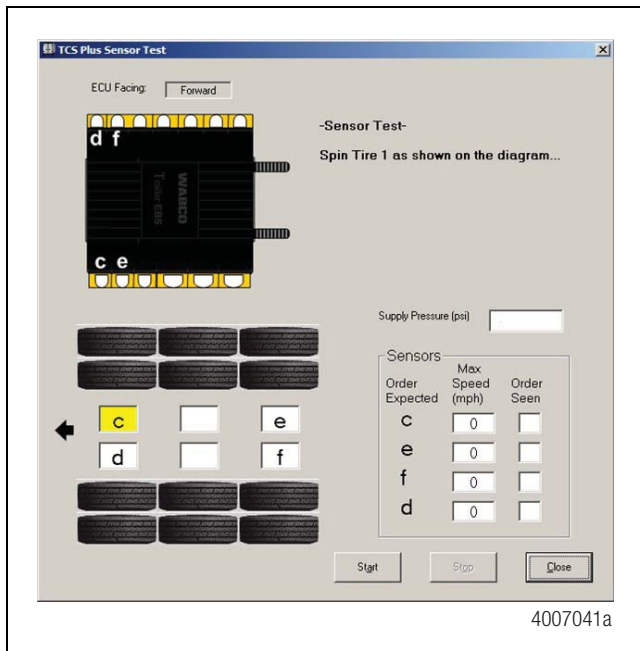 TCS Plus Sensor Test
ECU Facing: Forward
d f
WABCO
Trailer EBS
c e
-Sensor Test-
Spin Tire 1 as shown on the diagram...
Supply Pressure (psi)
c e
d f
Sensors
Order Expected Max Speed (mph) Order Seen
c 0
e 0
f 0
d 0
Start Stop Close
4007041a